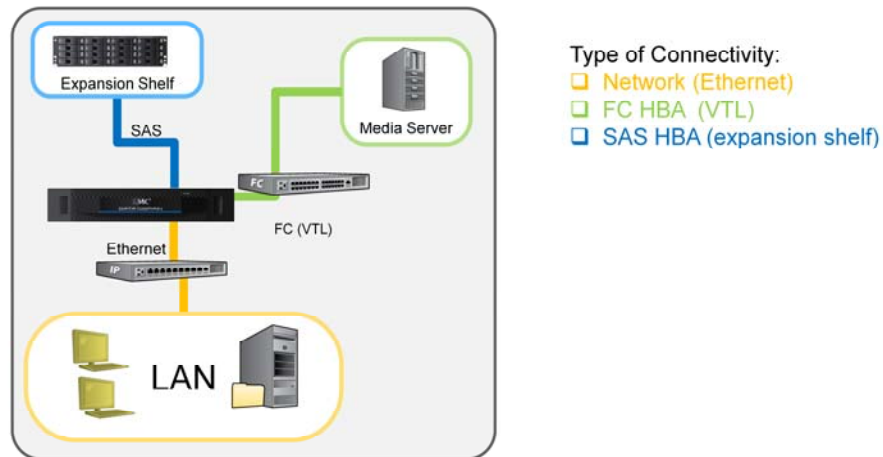 Expansion Shelf
SAS
Media Server
FC
FC (VTL)
EMC²
Ethernet
IP
LAN
Type of Connectivity:
Network (Ethernet)
FC HBA (VTL)
SAS HBA (expansion shelf)